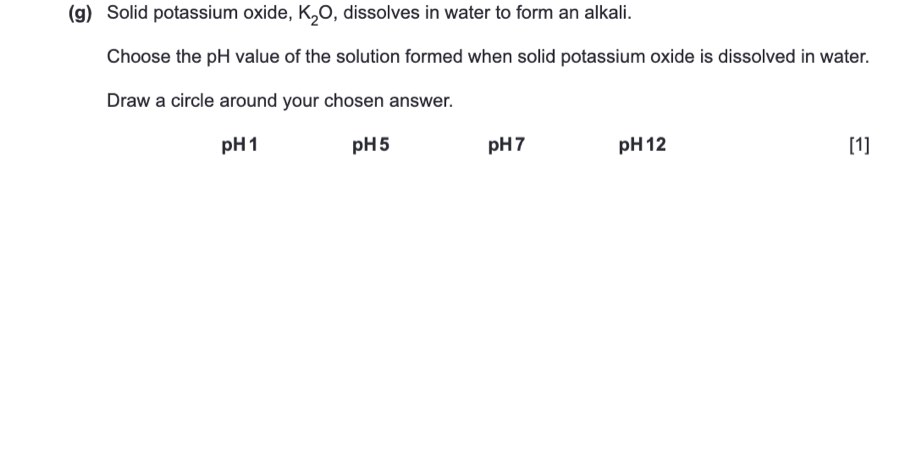 (g) Solid potassium oxide, K₂O, dissolves in water to form an alkali.
Choose the pH value of the solution formed when solid potassium oxide is dissolved in water.
Draw a circle around your chosen answer.
pH 1 pH 5 pH 7 pH 12 [1]